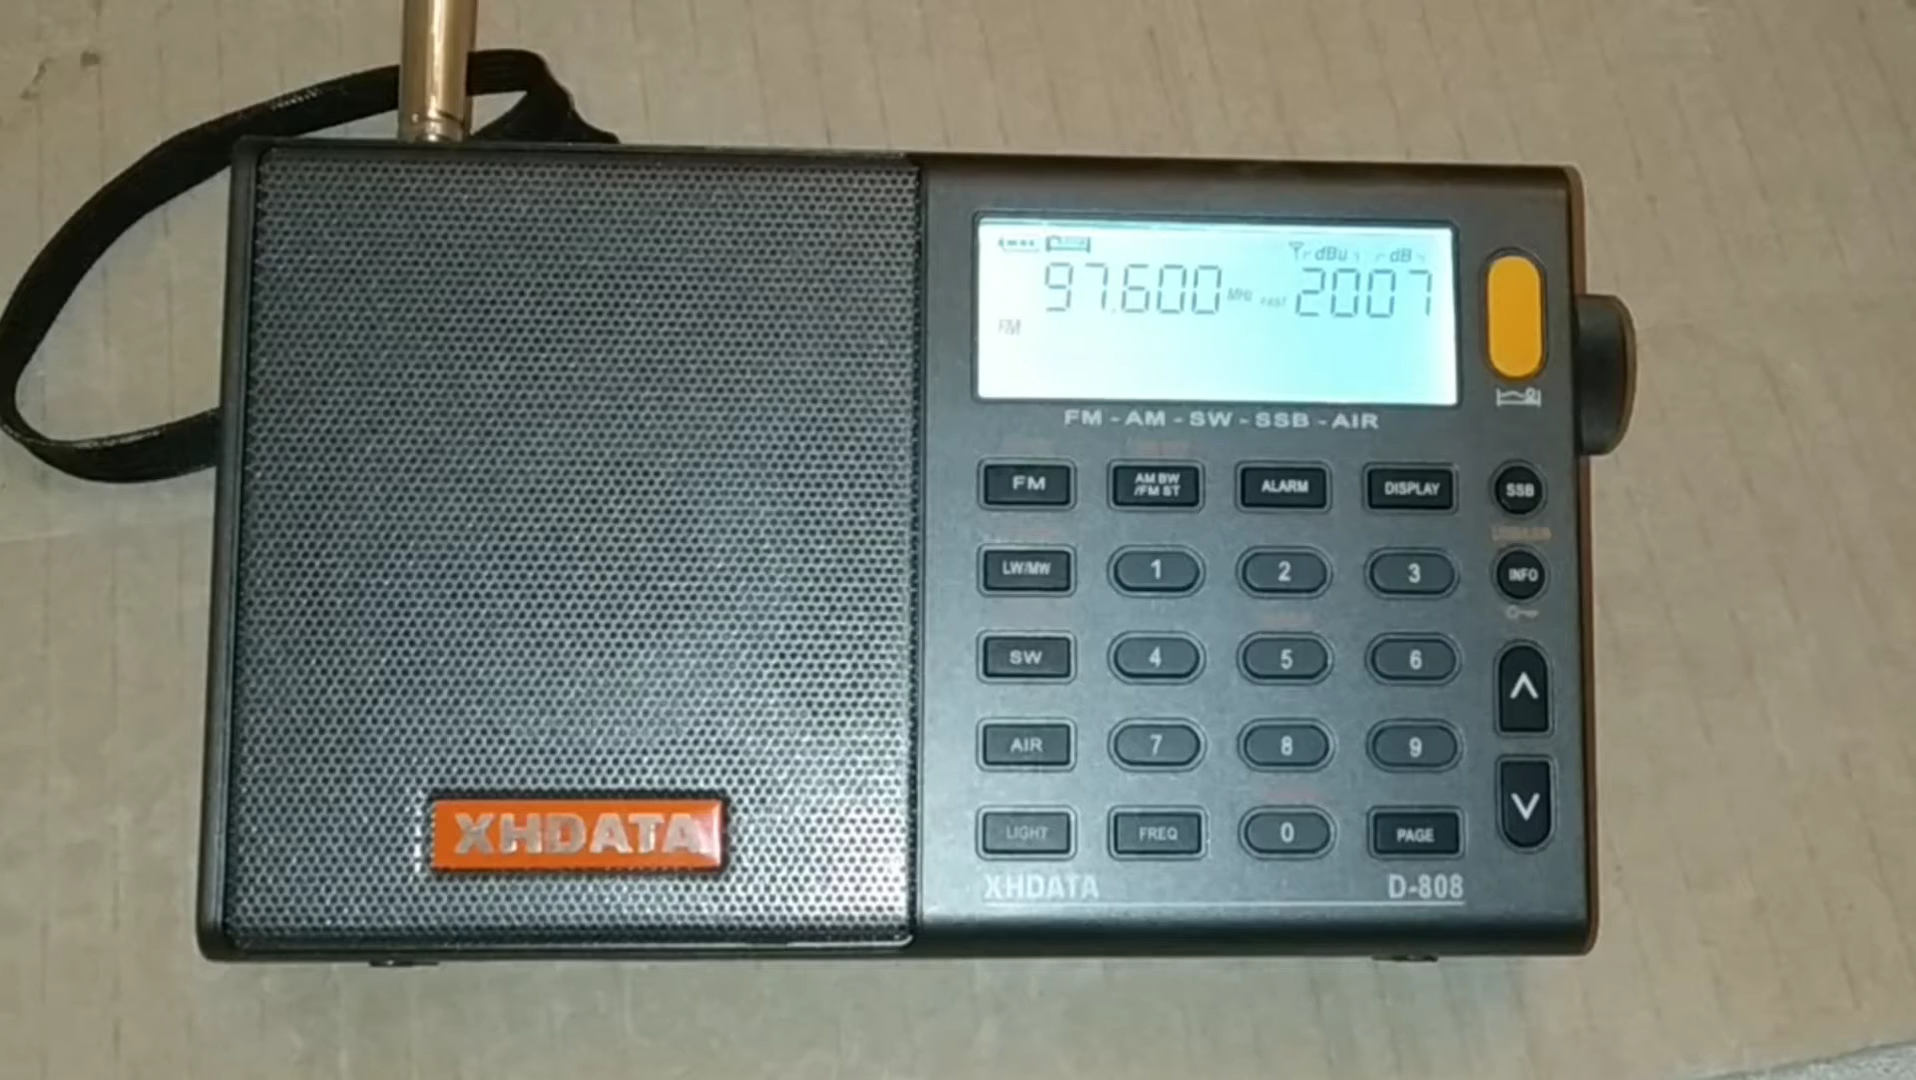 dBu dB
97.600 MHz FAST 2007
FM
FM - AM - SW - SSB - AIR
FM AM BW /FM ST ALARM DISPLAY SSB
LW/MW 1 2 3 INFO
SW 4 5 6
AIR 7 8 9
LIGHT FREQ 0 PAGE
XHDATA
XHDATA D-808